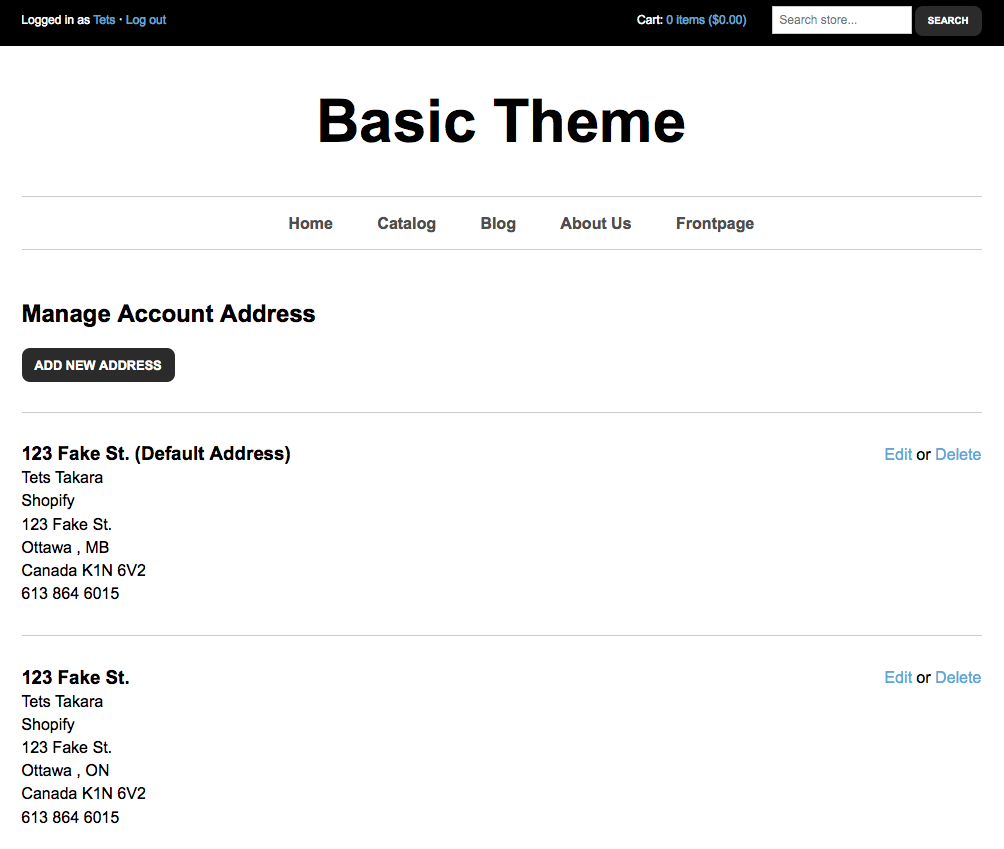 Logged in as Tets · Log out
Cart: 0 items ($0.00)
Search store...
SEARCH
Basic Theme
Home Catalog Blog About Us Frontpage
Manage Account Address
ADD NEW ADDRESS
123 Fake St. (Default Address)
Edit or Delete
Tets Takara
Shopify
123 Fake St.
Ottawa , MB
Canada K1N 6V2
613 864 6015
123 Fake St.
Edit or Delete
Tets Takara
Shopify
123 Fake St.
Ottawa , ON
Canada K1N 6V2
613 864 6015